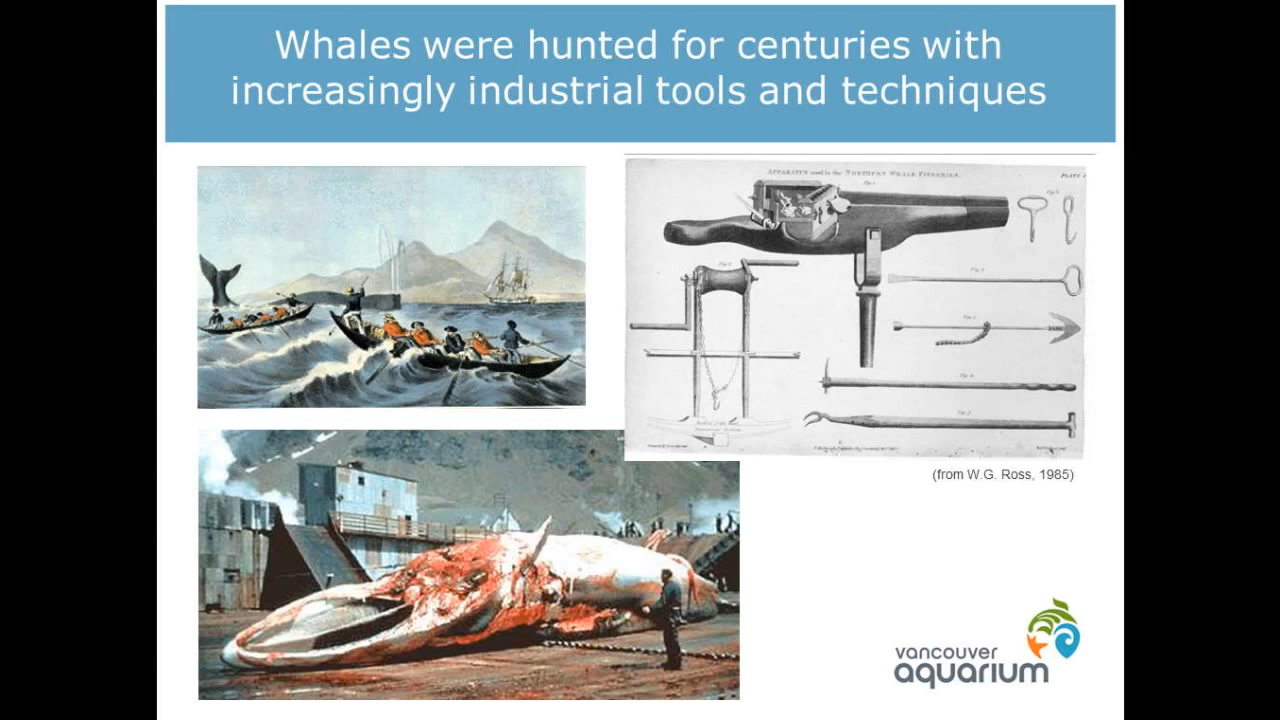 Whales were hunted for centuries with
increasingly industrial tools and techniques
APPARATUS used in the NORTHERN WHALE FISHERIES.
PLATE
(from W.G. Ross, 1985)
vancouver
aquarium